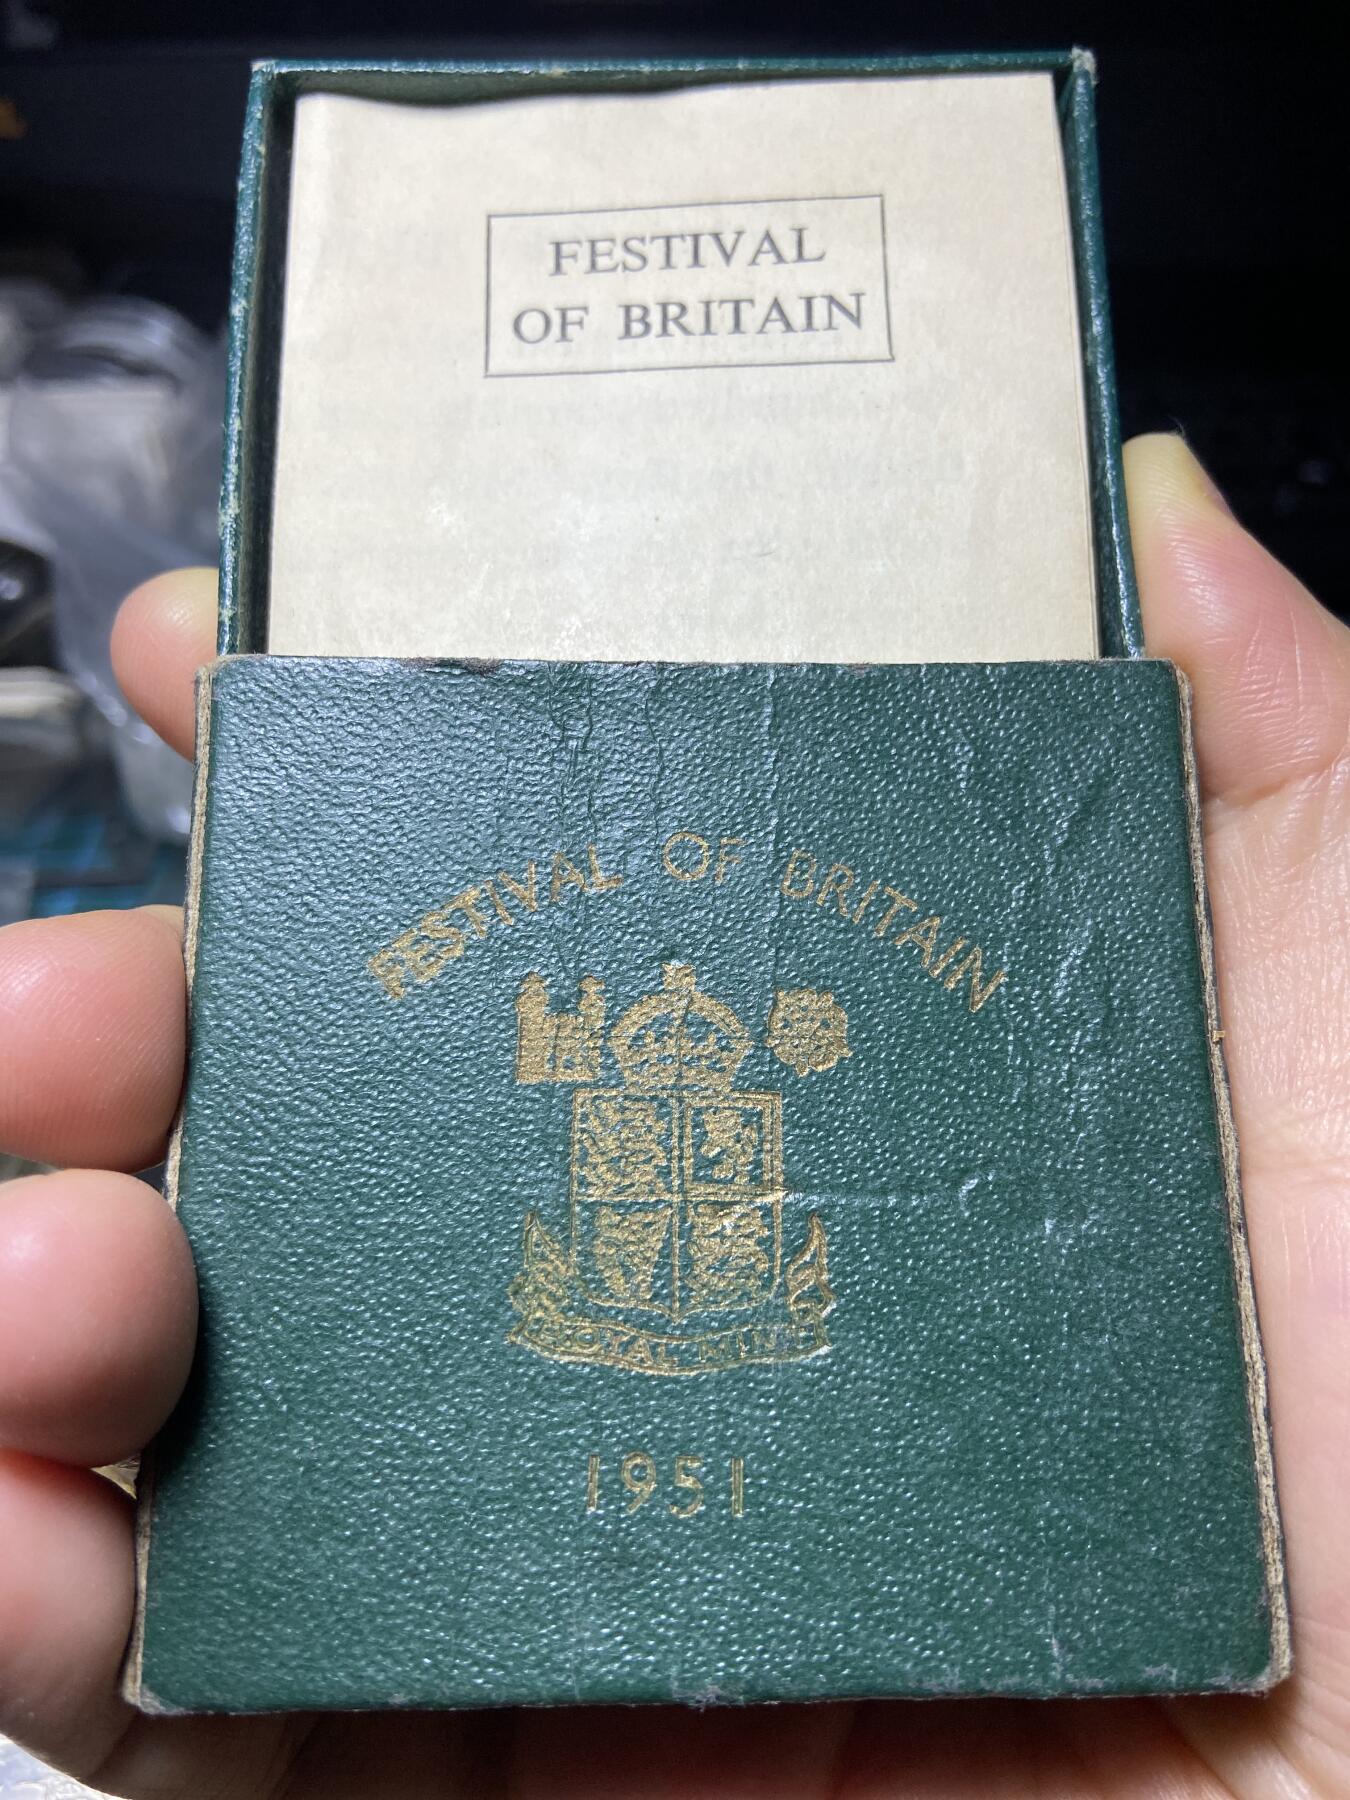 FESTIVAL
OF BRITAIN
FESTIVAL OF BRITAIN
ROYAL MINT
1951